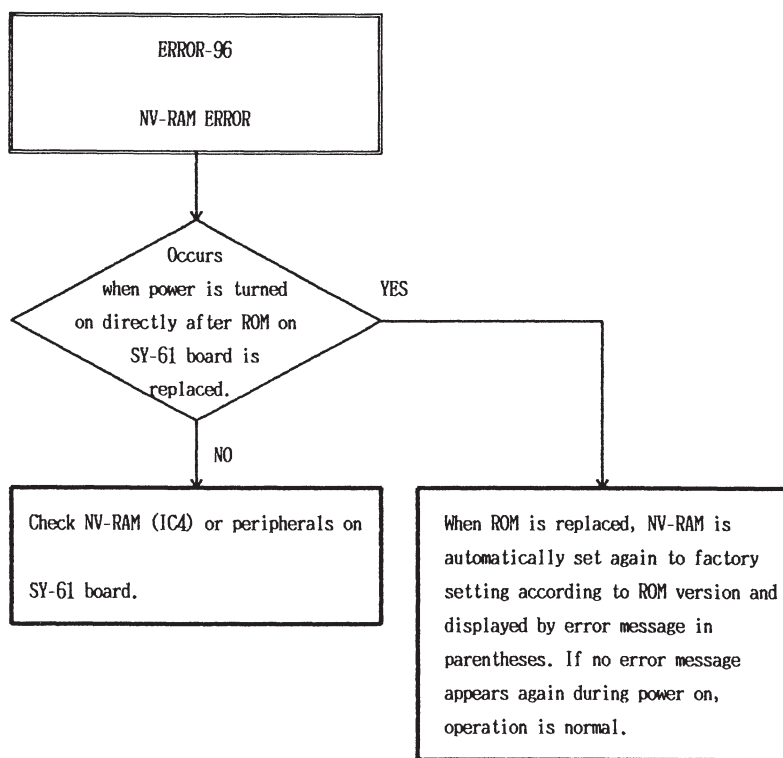 ERROR-96
NV-RAM ERROR
Occurs
when power is turned
on directly after ROM on
SY-61 board is
replaced.
YES
NO
Check NV-RAM (IC4) or peripherals on
SY-61 board.
When ROM is replaced, NV-RAM is
automatically set again to factory
setting according to ROM version and
displayed by error message in
parentheses. If no error message
appears again during power on,
operation is normal.